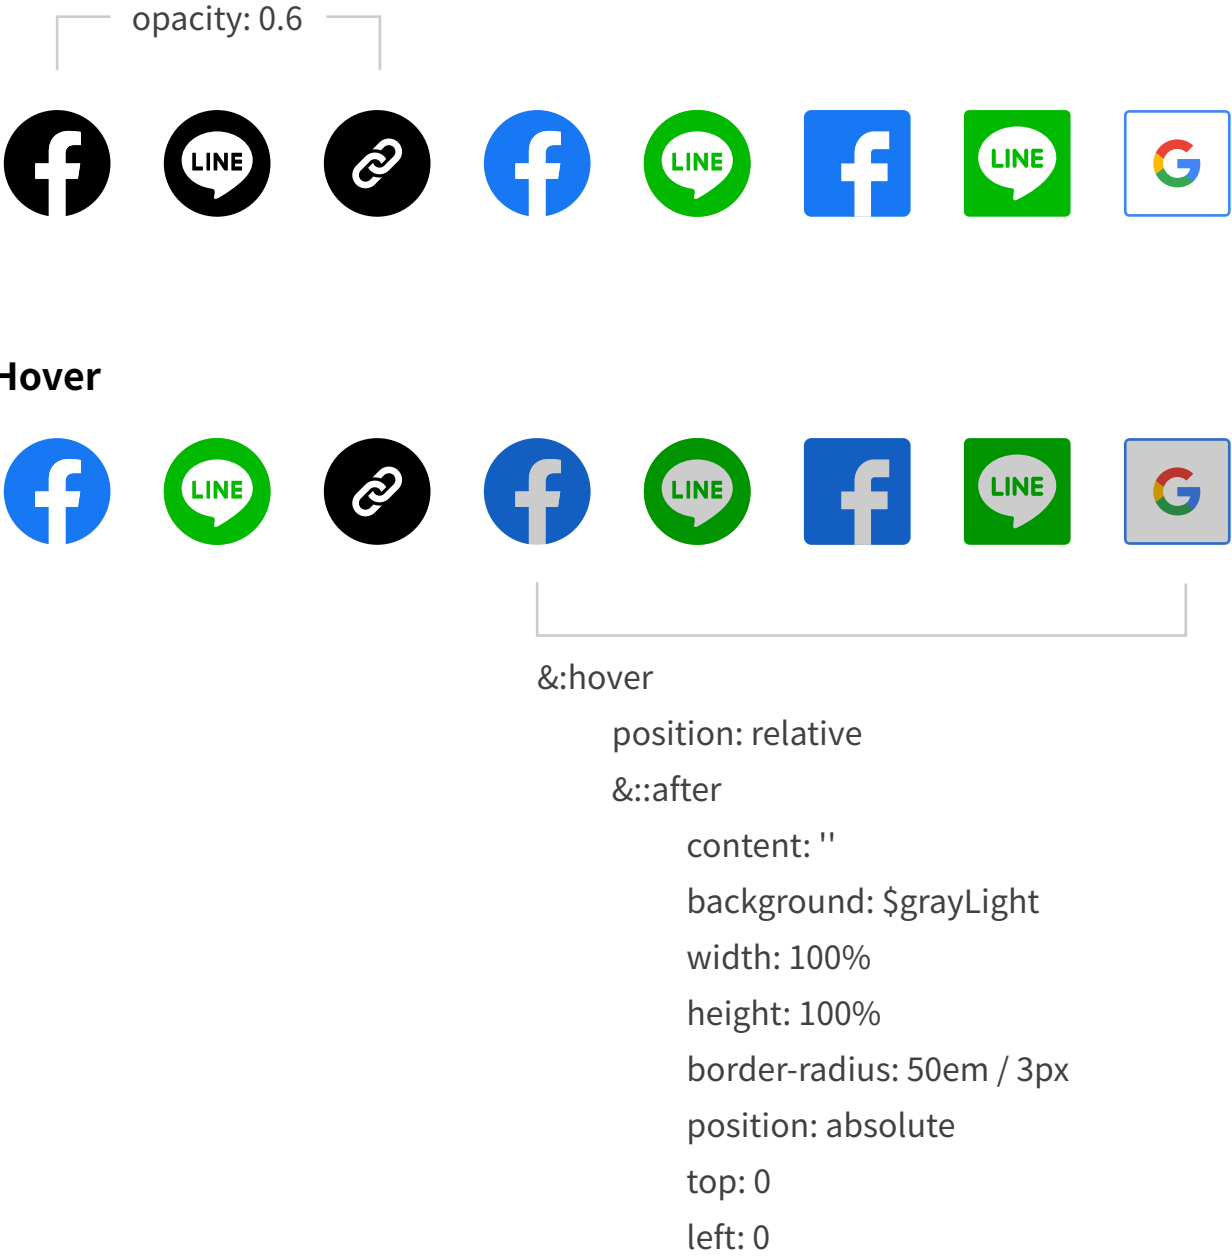 opacity: 0.6
LINE LINE LINE
Hover
LINE LINE LINE
&:hover
position: relative
&::after
content: ''
background: $grayLight
width: 100%
height: 100%
border-radius: 50em / 3px
position: absolute
top: 0
left: 0